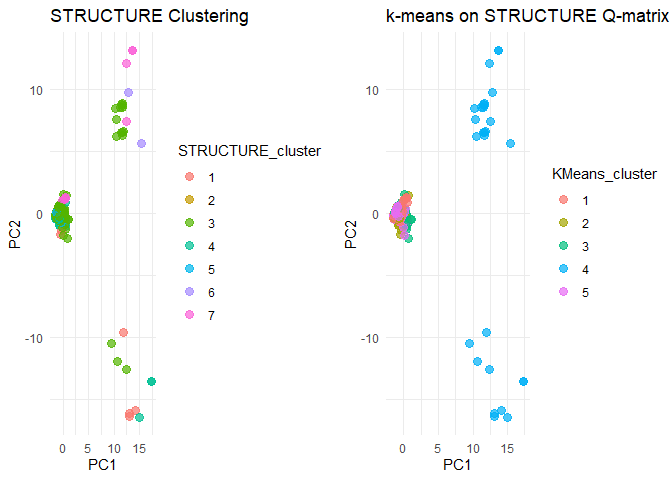 STRUCTURE Clustering
k-means on STRUCTURE Q-matrix
10
0
-10
PC2
0 5 10 15
PC1
STRUCTURE_cluster
1
2
3
4
5
6
7
10
0
-10
PC2
0 5 10 15
PC1
KMeans_cluster
1
2
3
4
5